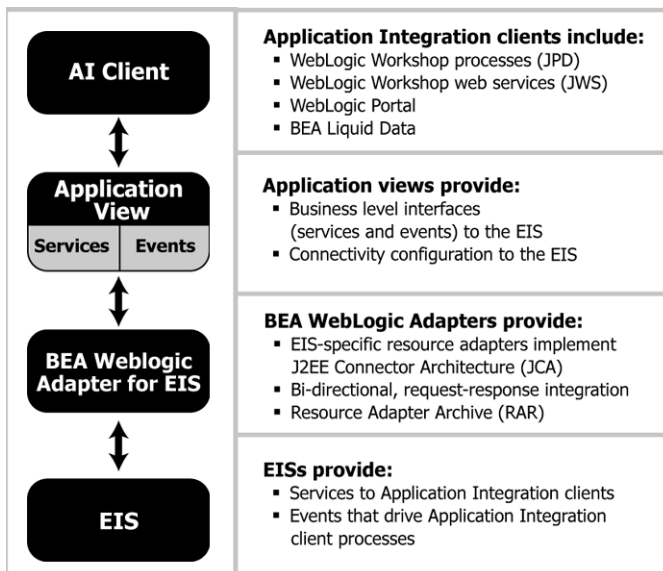 AI Client
Application Integration clients include:
▪ WebLogic Workshop processes (JPD)
▪ WebLogic Workshop web services (JWS)
▪ WebLogic Portal
▪ BEA Liquid Data
Application
View
Services Events
Application views provide:
▪ Business level interfaces
(services and events) to the EIS
▪ Connectivity configuration to the EIS
BEA Weblogic
Adapter for EIS
BEA WebLogic Adapters provide:
▪ EIS-specific resource adapters implement
J2EE Connector Architecture (JCA)
▪ Bi-directional, request-response integration
▪ Resource Adapter Archive (RAR)
EIS
EISs provide:
▪ Services to Application Integration clients
▪ Events that drive Application Integration
client processes